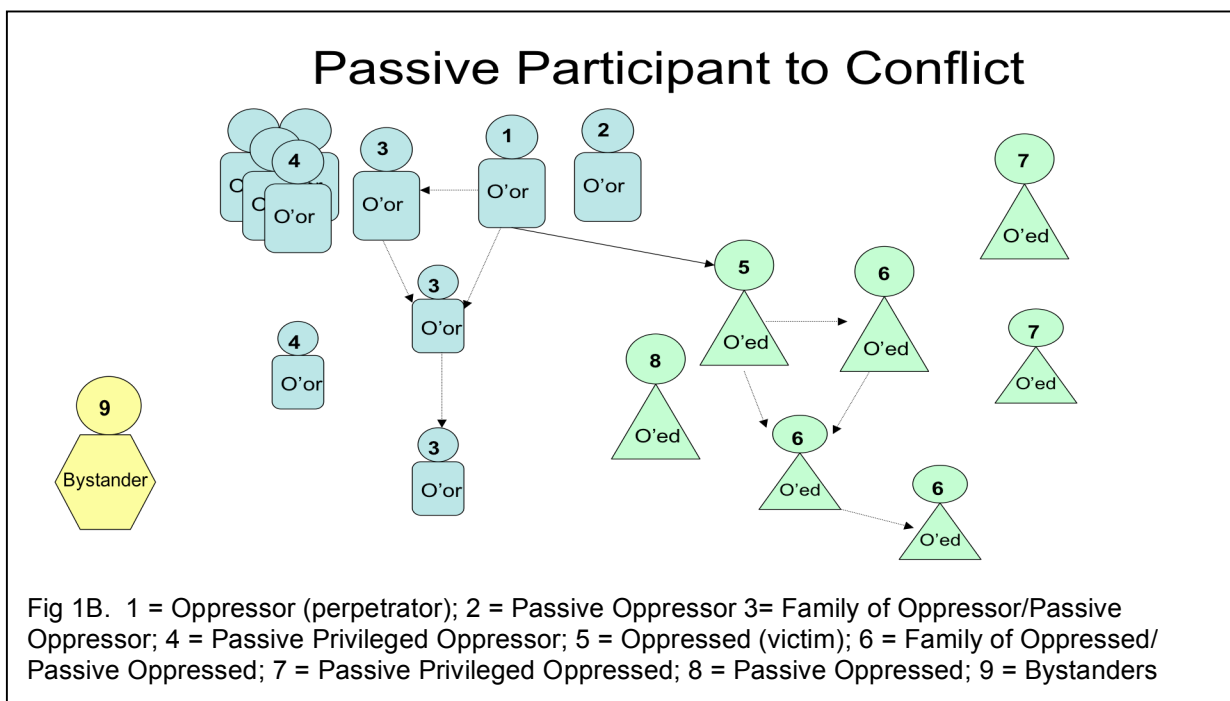 Passive Participant to Conflict
4
O'or
O'or
O'or
3
O'or
1
O'or
2
O'or
7
O'ed
5
O'ed
6
O'ed
3
O'or
4
O'or
8
O'ed
7
O'ed
9
Bystander
3
O'or
6
O'ed
6
O'ed
Fig 1B.  1 = Oppressor (perpetrator); 2 = Passive Oppressor 3= Family of Oppressor/Passive
Oppressor; 4 = Passive Privileged Oppressor; 5 = Oppressed (victim); 6 = Family of Oppressed/
Passive Oppressed; 7 = Passive Privileged Oppressed; 8 = Passive Oppressed; 9 = Bystanders